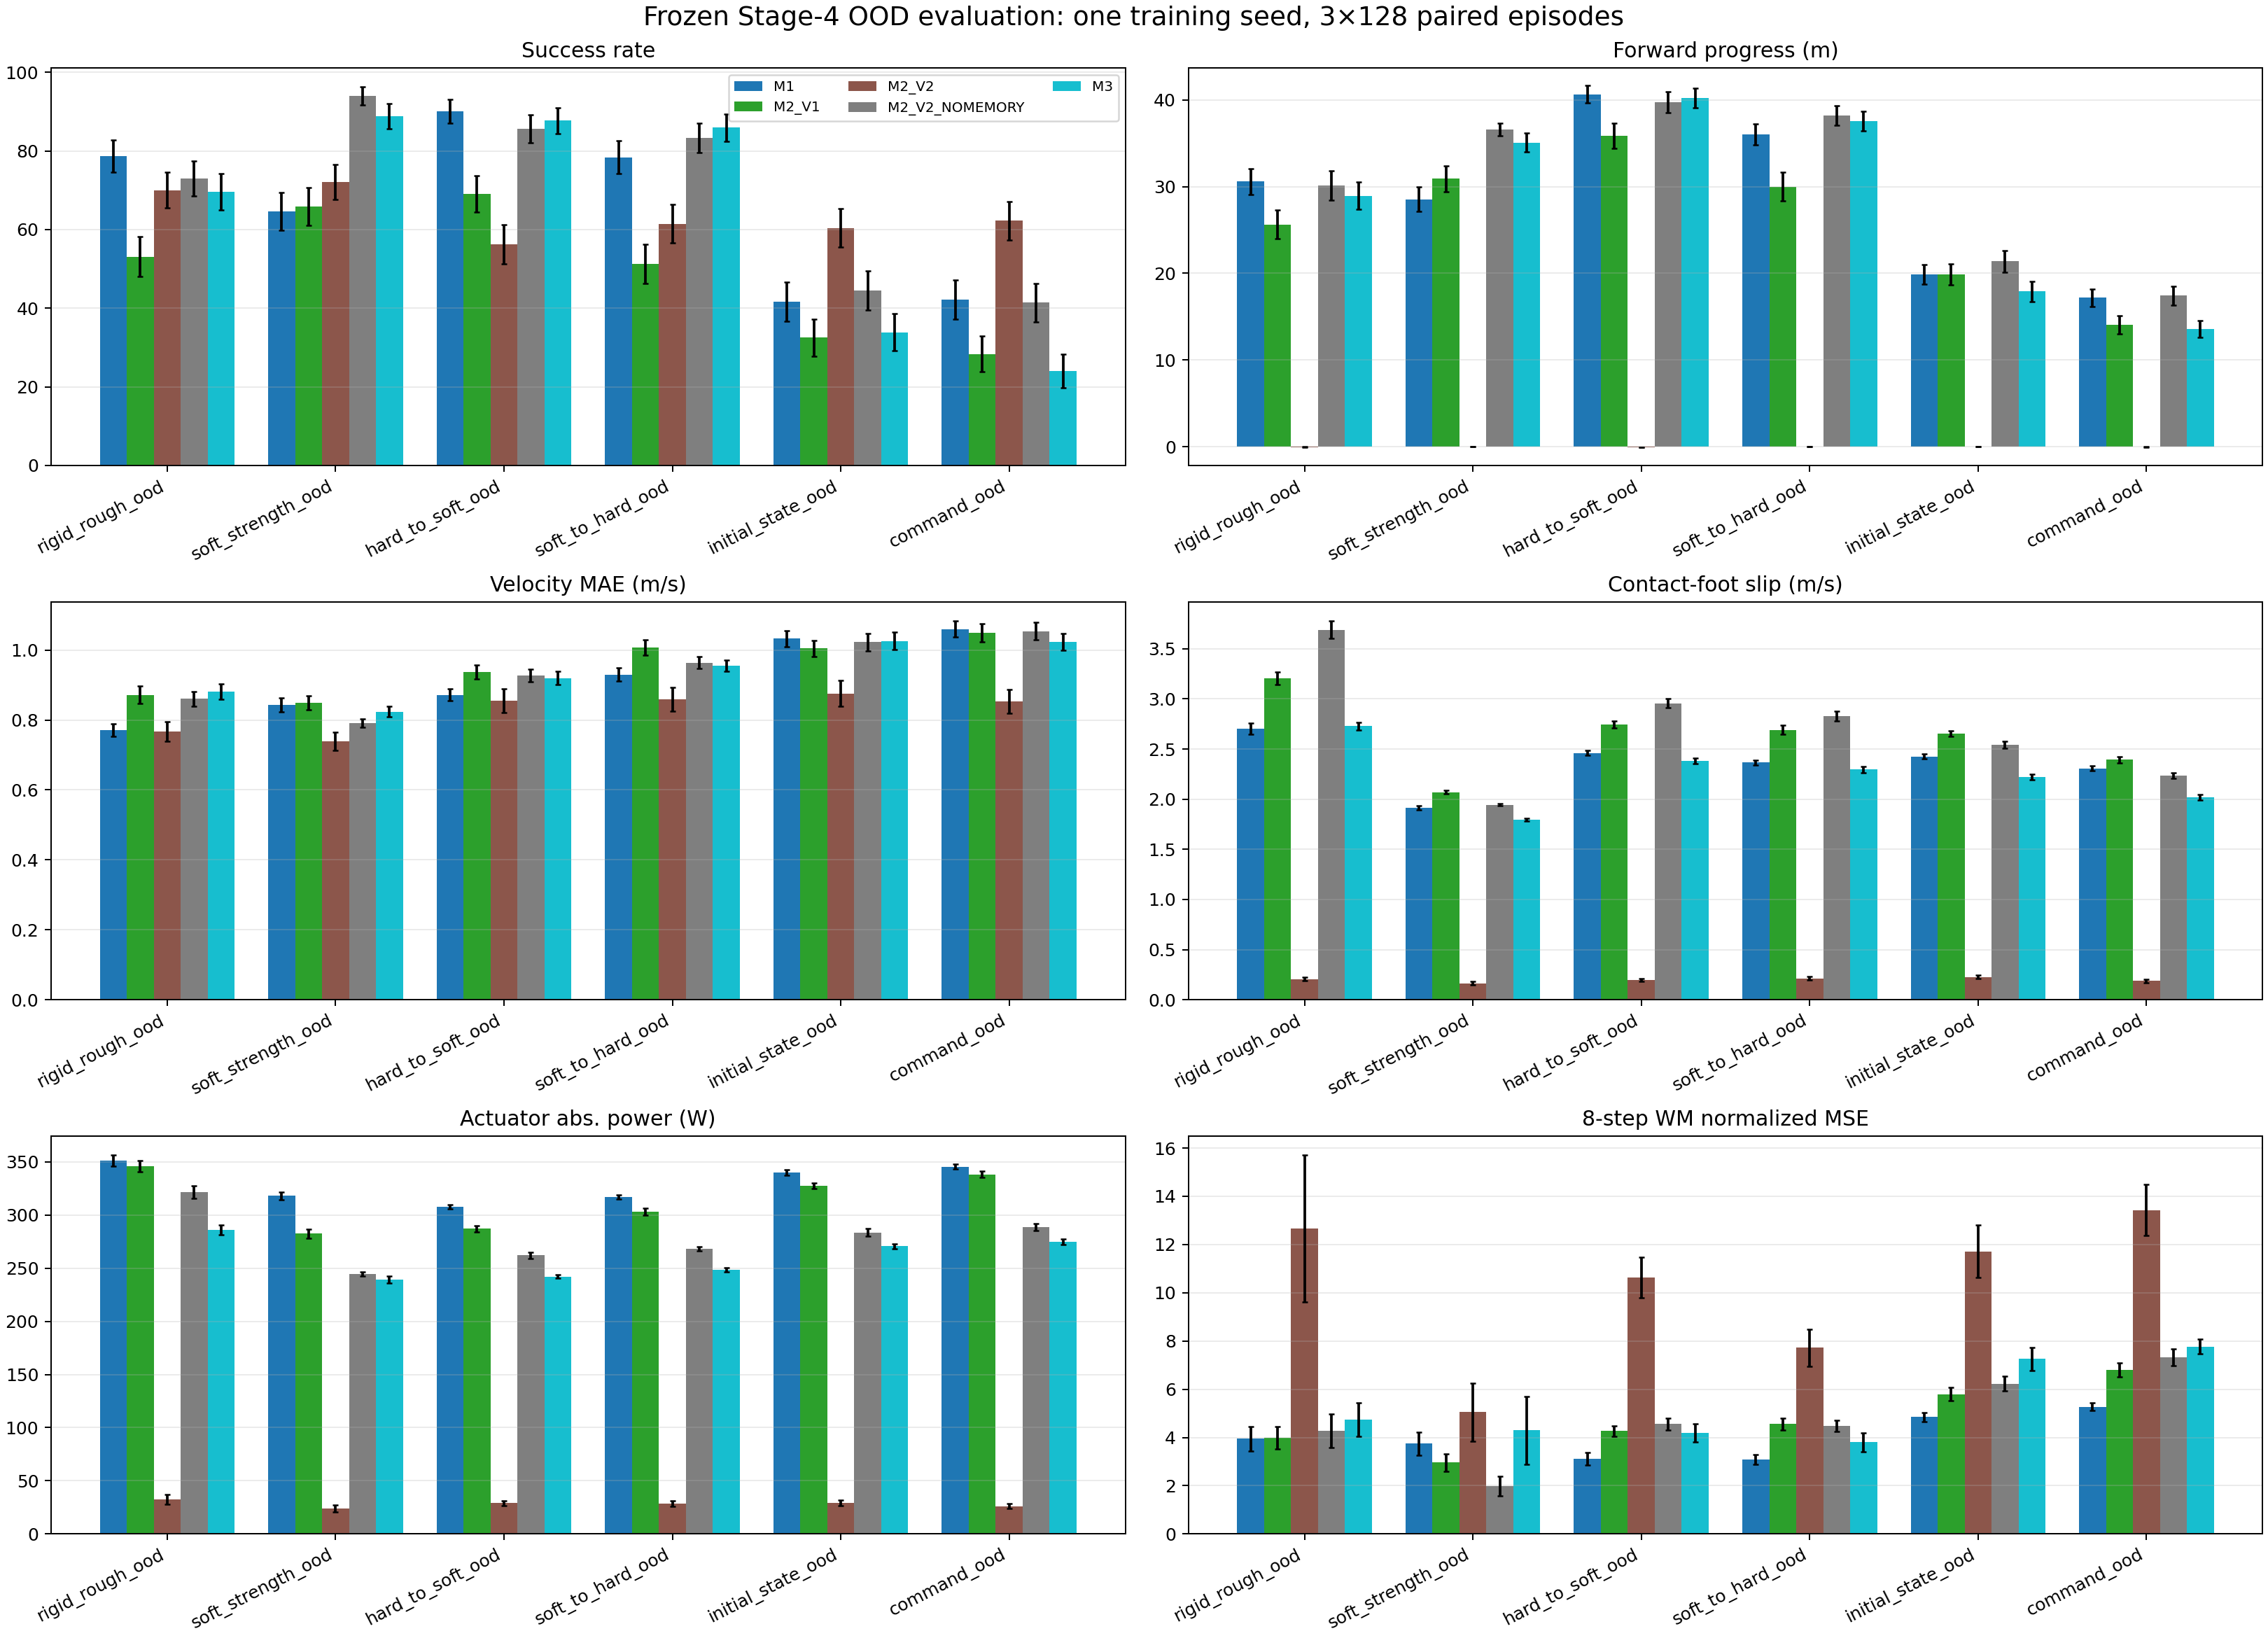 Frozen Stage-4 OOD evaluation: one training seed, 3×128 paired episodes
Success rate
M1
M2_V1
M2_V2
M2_V2_NOMEMORY
M3
100
80
60
40
20
0
rigid_rough_ood
soft_strength_ood
hard_to_soft_ood
soft_to_hard_ood
initial_state_ood
command_ood
Forward progress (m)
40
30
20
10
0
rigid_rough_ood
soft_strength_ood
hard_to_soft_ood
soft_to_hard_ood
initial_state_ood
command_ood
Velocity MAE (m/s)
1.0
0.8
0.6
0.4
0.2
0.0
rigid_rough_ood
soft_strength_ood
hard_to_soft_ood
soft_to_hard_ood
initial_state_ood
command_ood
Contact-foot slip (m/s)
3.5
3.0
2.5
2.0
1.5
1.0
0.5
0.0
rigid_rough_ood
soft_strength_ood
hard_to_soft_ood
soft_to_hard_ood
initial_state_ood
command_ood
Actuator abs. power (W)
350
300
250
200
150
100
50
0
rigid_rough_ood
soft_strength_ood
hard_to_soft_ood
soft_to_hard_ood
initial_state_ood
command_ood
8-step WM normalized MSE
16
14
12
10
8
6
4
2
0
rigid_rough_ood
soft_strength_ood
hard_to_soft_ood
soft_to_hard_ood
initial_state_ood
command_ood